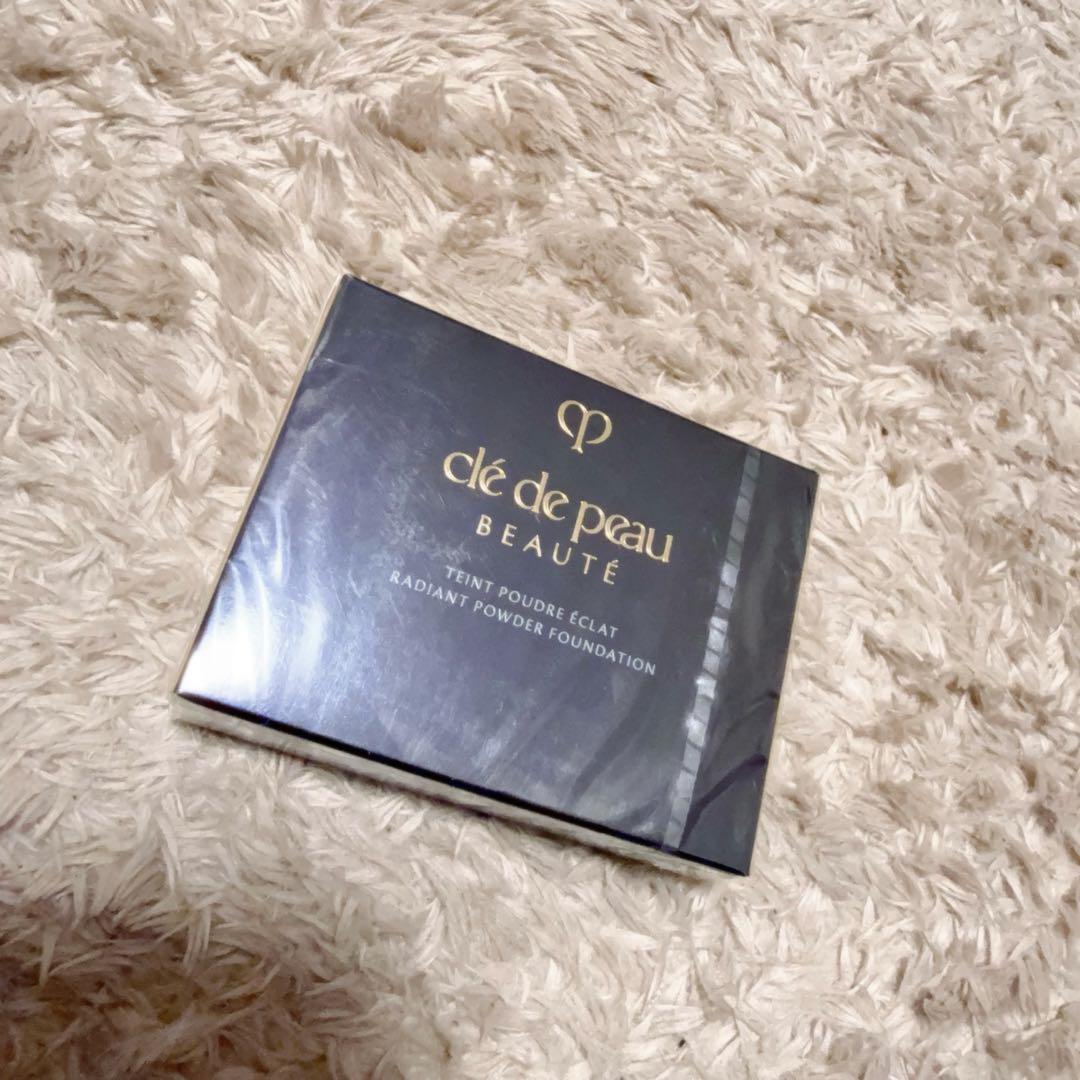 clé de peau
BEAUTÉ
TEINT POUDRE ÉCLAT
RADIANT POWDER FOUNDATION